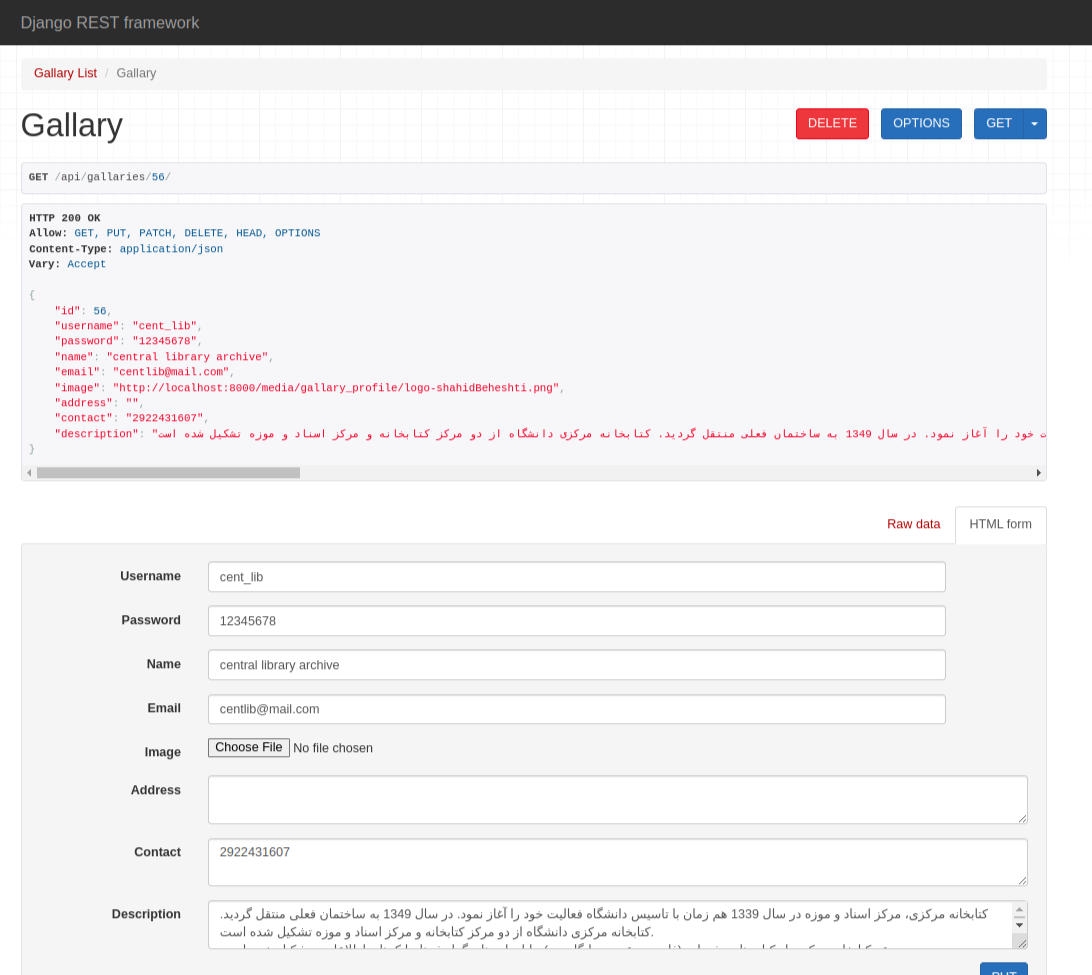 Django REST framework
Gallary List / Gallary
Gallary
DELETE OPTIONS GET
GET /api/gallaries/56/
HTTP 200 OK
Allow: GET, PUT, PATCH, DELETE, HEAD, OPTIONS
Content-Type: application/json
Vary: Accept
{
"id": 56,
"username": "cent_lib",
"password": "12345678",
"name": "central library archive",
"email": "centlib@mail.com",
"image": "http://localhost:8000/media/gallary_profile/logo-shahidBeheshti.png",
"address": "",
"contact": "2922431607",
"description": "خود را آغاز نمود. در سال 1349 به ساختمان فعلی منتقل گردید. کتابخانه مرکزی دانشگاه از دو مرکز کتابخانه و مرکز اسناد و موزه تشکیل شده است
}
Raw data HTML form
Username cent_lib
Password 12345678
Name central library archive
Email centlib@mail.com
Image Choose File No file chosen
Address
Contact 2922431607
Description کتابخانه مرکزی، مرکز اسناد و موزه در سال 1339 هم زمان با تاسیس دانشگاه فعالیت خود را آغاز نمود. در سال 1349 به ساختمان فعلی منتقل گردید.
کتابخانه مرکزی دانشگاه از دو مرکز کتابخانه و مرکز اسناد و موزه تشکیل شده است.
PUT